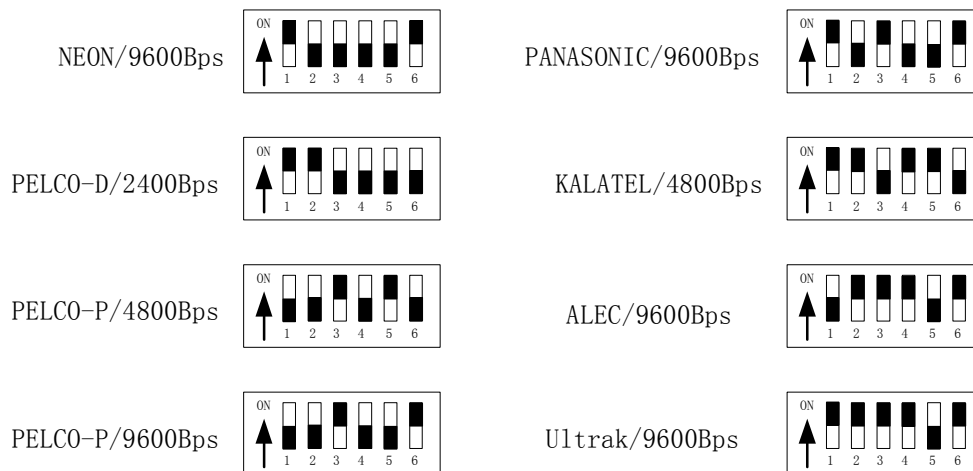 NEON/9600Bps
ON
1 2 3 4 5 6
PANASONIC/9600Bps
ON
1 2 3 4 5 6
PELCO-D/2400Bps
ON
1 2 3 4 5 6
KALATEL/4800Bps
ON
1 2 3 4 5 6
PELCO-P/4800Bps
ON
1 2 3 4 5 6
ALEC/9600Bps
ON
1 2 3 4 5 6
PELCO-P/9600Bps
ON
1 2 3 4 5 6
Ultrak/9600Bps
ON
1 2 3 4 5 6